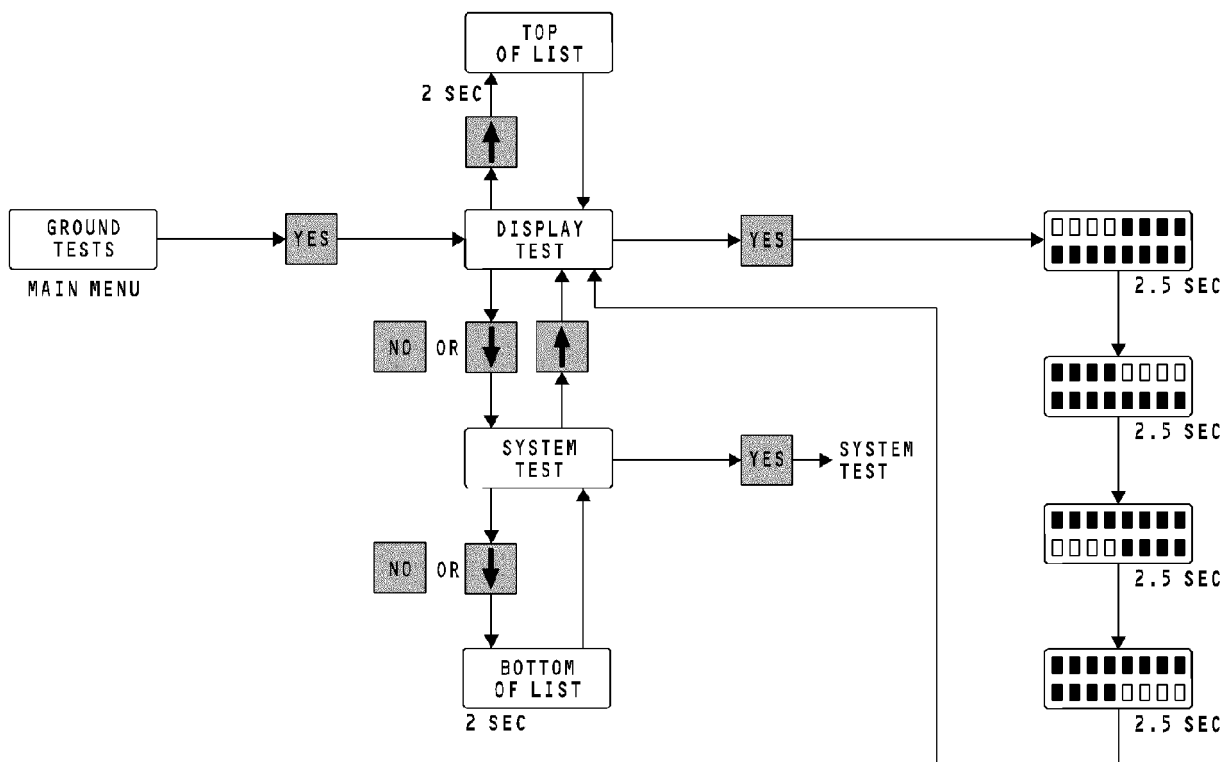 TOP
OF LIST
2 SEC
GROUND
TESTS
MAIN MENU
YES
DISPLAY
TEST
YES
2.5 SEC
NO OR
2.5 SEC
SYSTEM
TEST
YES
SYSTEM
TEST
2.5 SEC
NO OR
BOTTOM
OF LIST
2 SEC
2.5 SEC